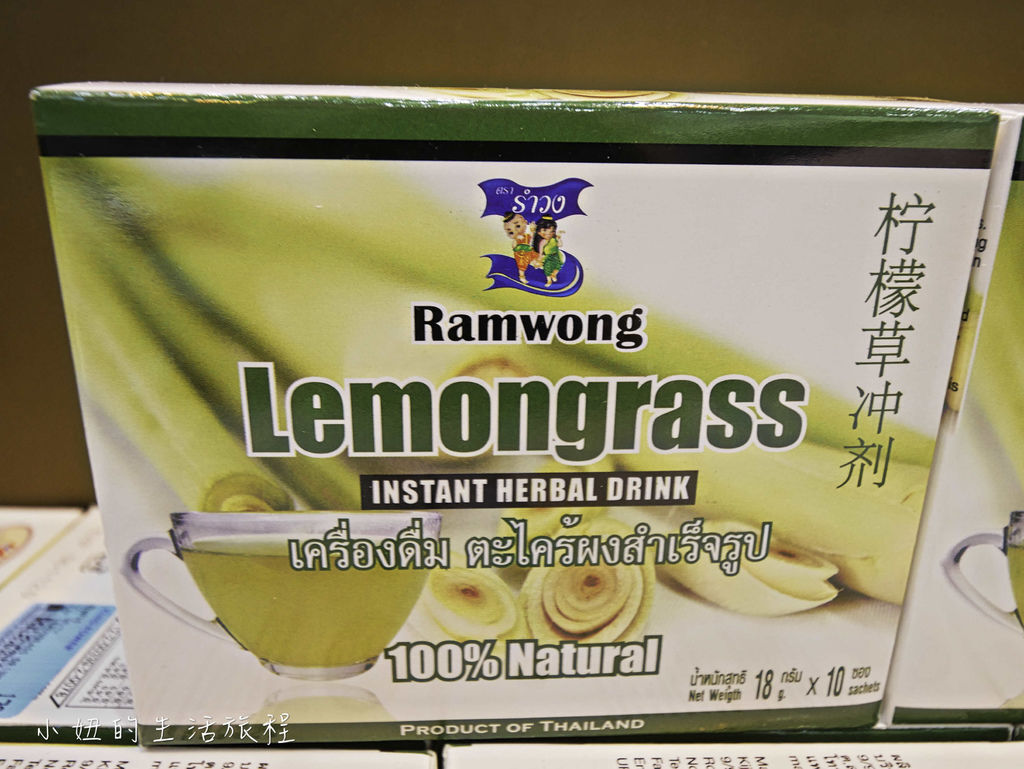 ตรา
รำวง
Ramwong
Lemongrass
INSTANT HERBAL DRINK
เครื่องดื่ม ตะไคร้ผงสำเร็จรูป
100% Natural
柠檬草冲剂
น้ำหนักสุทธิ 18 กรัม x 10 ซอง
Net Weigth 18 g. x 10 sachets
PRODUCT OF THAILAND
小妞的生活旅程